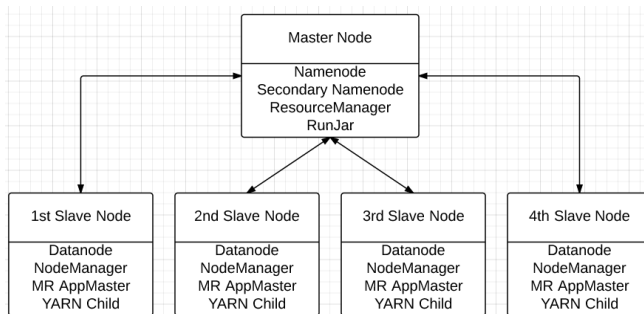 Master Node
Namenode
Secondary Namenode
ResourceManager
RunJar
1st Slave Node
Datanode
NodeManager
MR AppMaster
YARN Child
2nd Slave Node
Datanode
NodeManager
MR AppMaster
YARN Child
3rd Slave Node
Datanode
NodeManager
MR AppMaster
YARN Child
4th Slave Node
Datanode
NodeManager
MR AppMaster
YARN Child